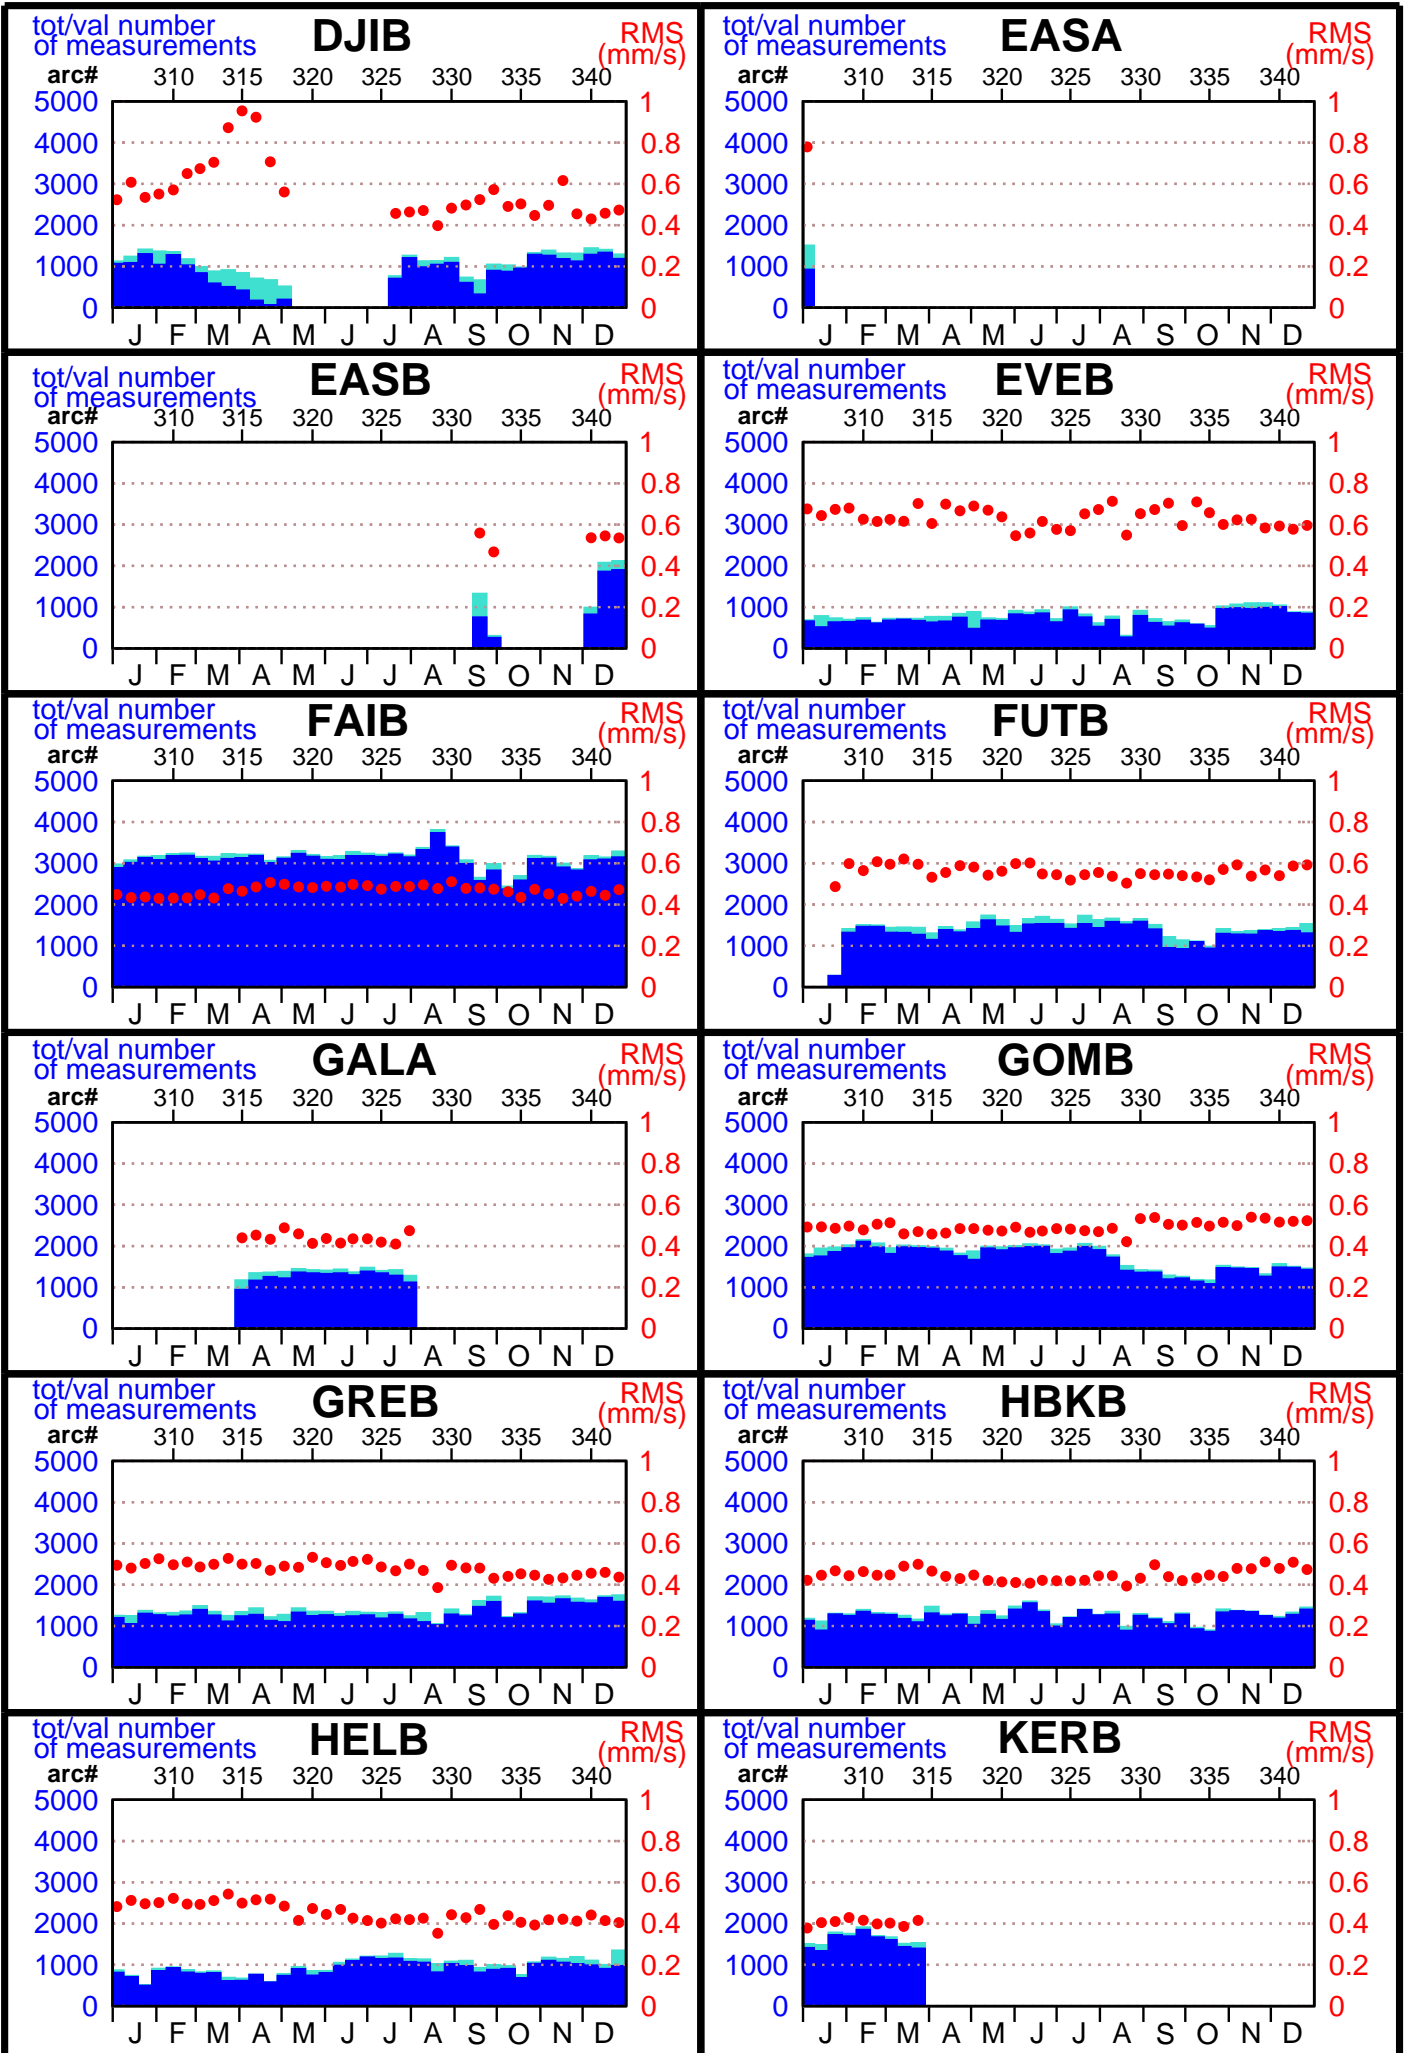 tot/val number
of measurements
DJIB
RMS
(mm/s)
arc# 310 315 320 325 330 335 340
5000 1
4000 0.8
3000 0.6
2000 0.4
1000 0.2
0 0
J F M A M J J A S O N D
tot/val number
of measurements
EASA
RMS
(mm/s)
arc# 310 315 320 325 330 335 340
5000 1
4000 0.8
3000 0.6
2000 0.4
1000 0.2
0 0
J F M A M J J A S O N D
tot/val number
of measurements
EASB
RMS
(mm/s)
arc# 310 315 320 325 330 335 340
5000 1
4000 0.8
3000 0.6
2000 0.4
1000 0.2
0 0
J F M A M J J A S O N D
tot/val number
of measurements
EVEB
RMS
(mm/s)
arc# 310 315 320 325 330 335 340
5000 1
4000 0.8
3000 0.6
2000 0.4
1000 0.2
0 0
J F M A M J J A S O N D
tot/val number
of measurements
FAIB
RMS
(mm/s)
arc# 310 315 320 325 330 335 340
5000 1
4000 0.8
3000 0.6
2000 0.4
1000 0.2
0 0
J F M A M J J A S O N D
tot/val number
of measurements
FUTB
RMS
(mm/s)
arc# 310 315 320 325 330 335 340
5000 1
4000 0.8
3000 0.6
2000 0.4
1000 0.2
0 0
J F M A M J J A S O N D
tot/val number
of measurements
GALA
RMS
(mm/s)
arc# 310 315 320 325 330 335 340
5000 1
4000 0.8
3000 0.6
2000 0.4
1000 0.2
0 0
J F M A M J J A S O N D
tot/val number
of measurements
GOMB
RMS
(mm/s)
arc# 310 315 320 325 330 335 340
5000 1
4000 0.8
3000 0.6
2000 0.4
1000 0.2
0 0
J F M A M J J A S O N D
tot/val number
of measurements
GREB
RMS
(mm/s)
arc# 310 315 320 325 330 335 340
5000 1
4000 0.8
3000 0.6
2000 0.4
1000 0.2
0 0
J F M A M J J A S O N D
tot/val number
of measurements
HBKB
RMS
(mm/s)
arc# 310 315 320 325 330 335 340
5000 1
4000 0.8
3000 0.6
2000 0.4
1000 0.2
0 0
J F M A M J J A S O N D
tot/val number
of measurements
HELB
RMS
(mm/s)
arc# 310 315 320 325 330 335 340
5000 1
4000 0.8
3000 0.6
2000 0.4
1000 0.2
0 0
J F M A M J J A S O N D
tot/val number
of measurements
KERB
RMS
(mm/s)
arc# 310 315 320 325 330 335 340
5000 1
4000 0.8
3000 0.6
2000 0.4
1000 0.2
0 0
J F M A M J J A S O N D